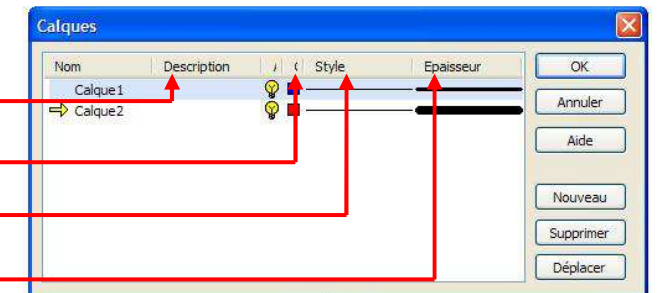 Calques
Nom Description / ( Style Epaisseur
Calque1
Calque2
OK
Annuler
Aide
Nouveau
Supprimer
Déplacer